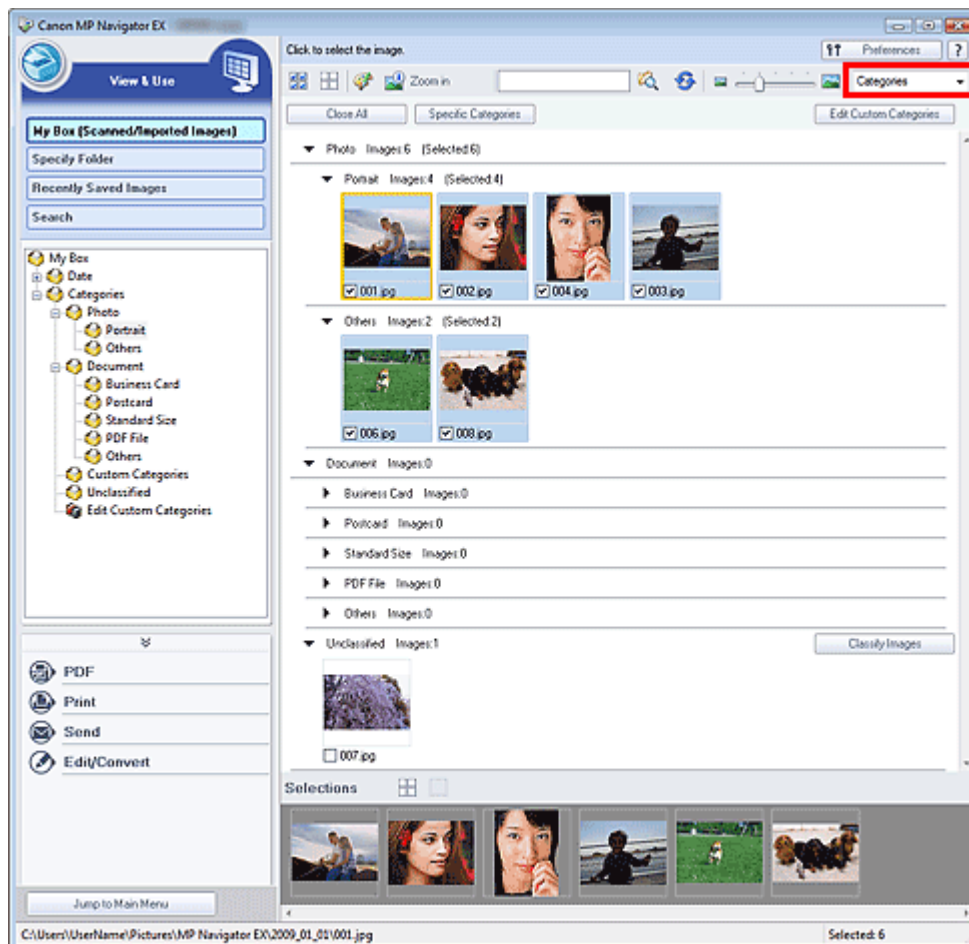 Canon MP Navigator EX
View & Use
My Box (Scanned/Imported Images)
Specify Folder
Recently Saved Images
Search
My Box
Date
Categories
Photo
Portrait
Others
Document
Business Card
Postcard
Standard Size
PDF File
Others
Custom Categories
Unclassified
Edit Custom Categories
PDF
Print
Send
Edit/Convert
Jump to Main Menu
Click to select the image.
Preferences ?
Zoom in
Categories
Close All Specific Categories Edit Custom Categories
Photo Images:6 (Selected:6)
Portrait Images:4 (Selected:4)
001.jpg 002.jpg 004.jpg 003.jpg
Others Images:2 (Selected:2)
006.jpg 008.jpg
Document Images:0
Business Card Images:0
Postcard Images:0
Standard Size Images:0
PDF File Images:0
Others Images:0
Unclassified Images:1 Classify Images
007.jpg
Selections
C:\Users\UserName\Pictures\MP Navigator EX\2009_01_01\001.jpg Selected: 6